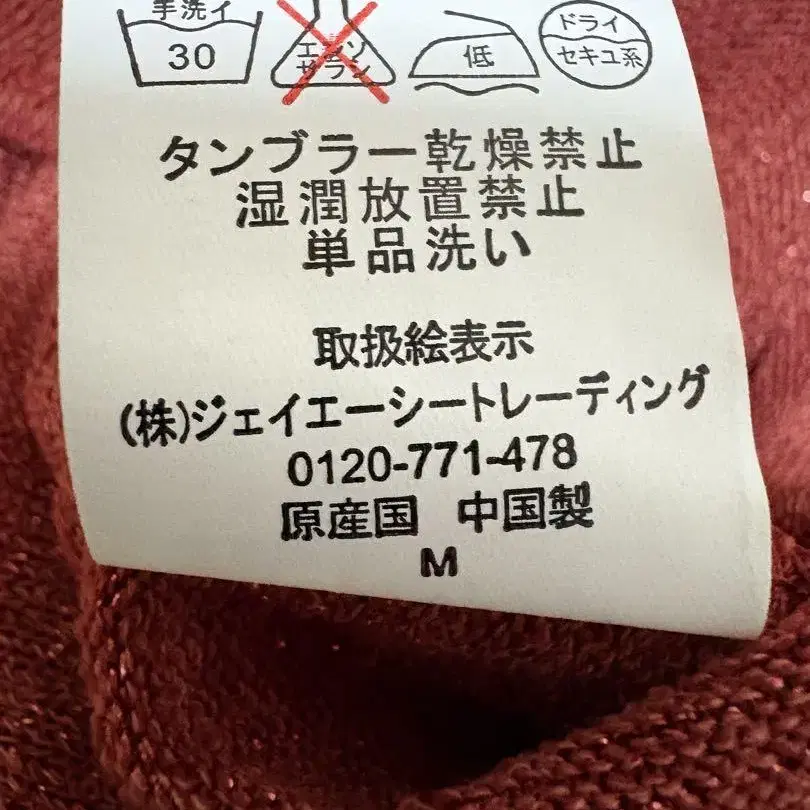 手洗イ
30
エンソ
サラシ
低
ドライ
セキユ系
タンブラー乾燥禁止
湿潤放置禁止
単品洗い
取扱絵表示
(株)ジェイエーシートレーディング
0120-771-478
原産国 中国製
M